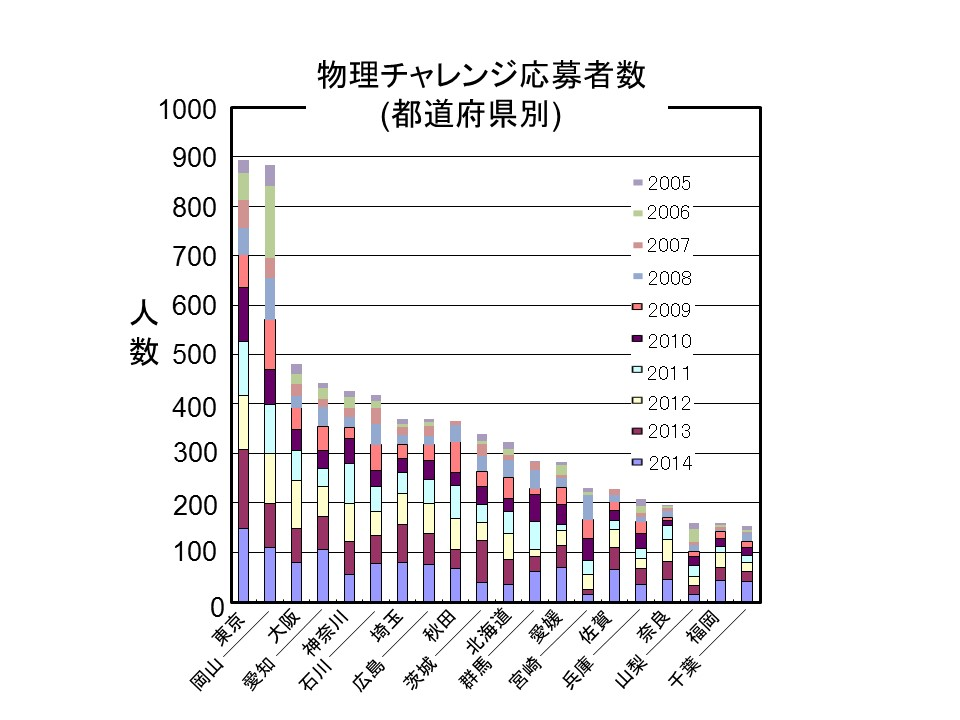 物理チャレンジ応募者数
(都道府県別)
人数
1000
900
800
700
600
500
400
300
200
100
0
2005
2006
2007
2008
2009
2010
2011
2012
2013
2014
東京
岡山
大阪
愛知
神奈川
石川
埼玉
広島
秋田
茨城
北海道
群馬
愛媛
宮崎
佐賀
兵庫
奈良
山梨
福岡
千葉